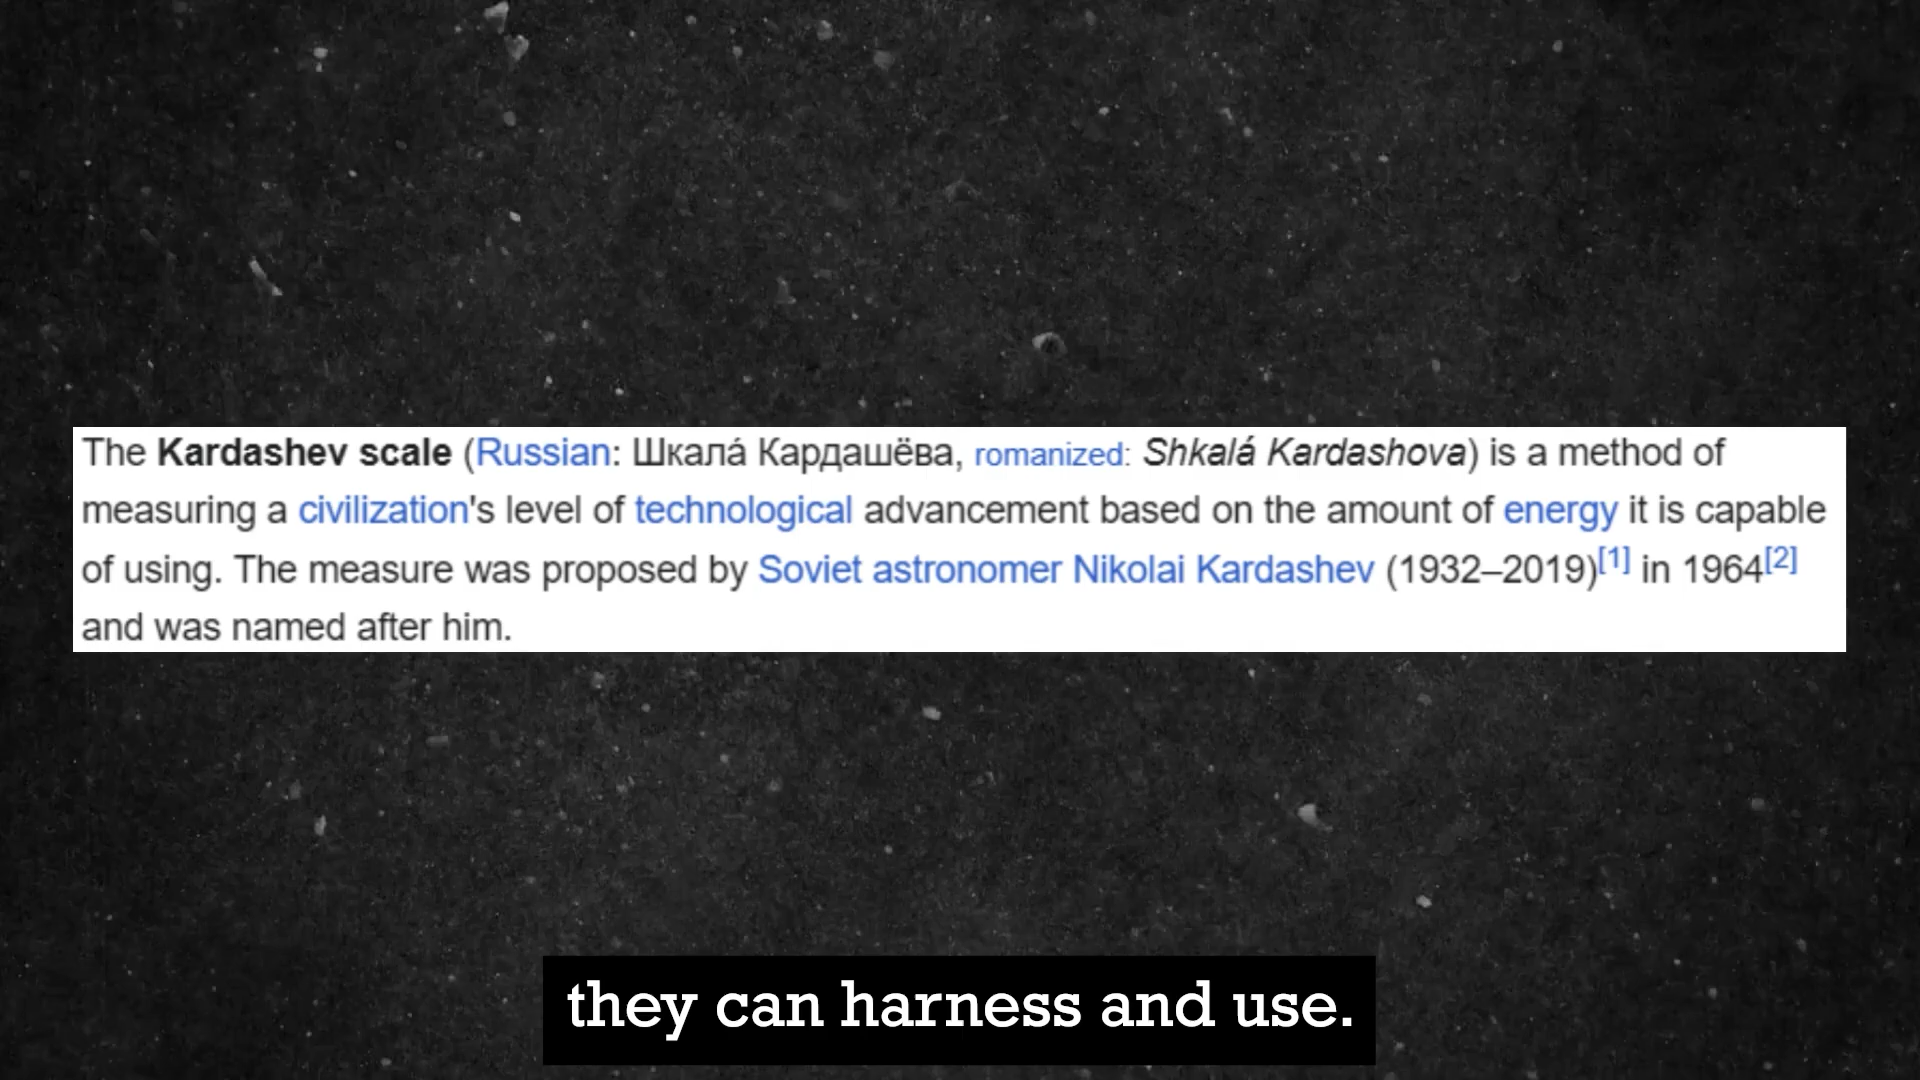 The Kardashev scale (Russian: Шкала́ Кардашёва, romanized: Shkalá Kardashova) is a method of
measuring a civilization's level of technological advancement based on the amount of energy it is capable
of using. The measure was proposed by Soviet astronomer Nikolai Kardashev (1932–2019)[1] in 1964[2]
and was named after him.
they can harness and use.